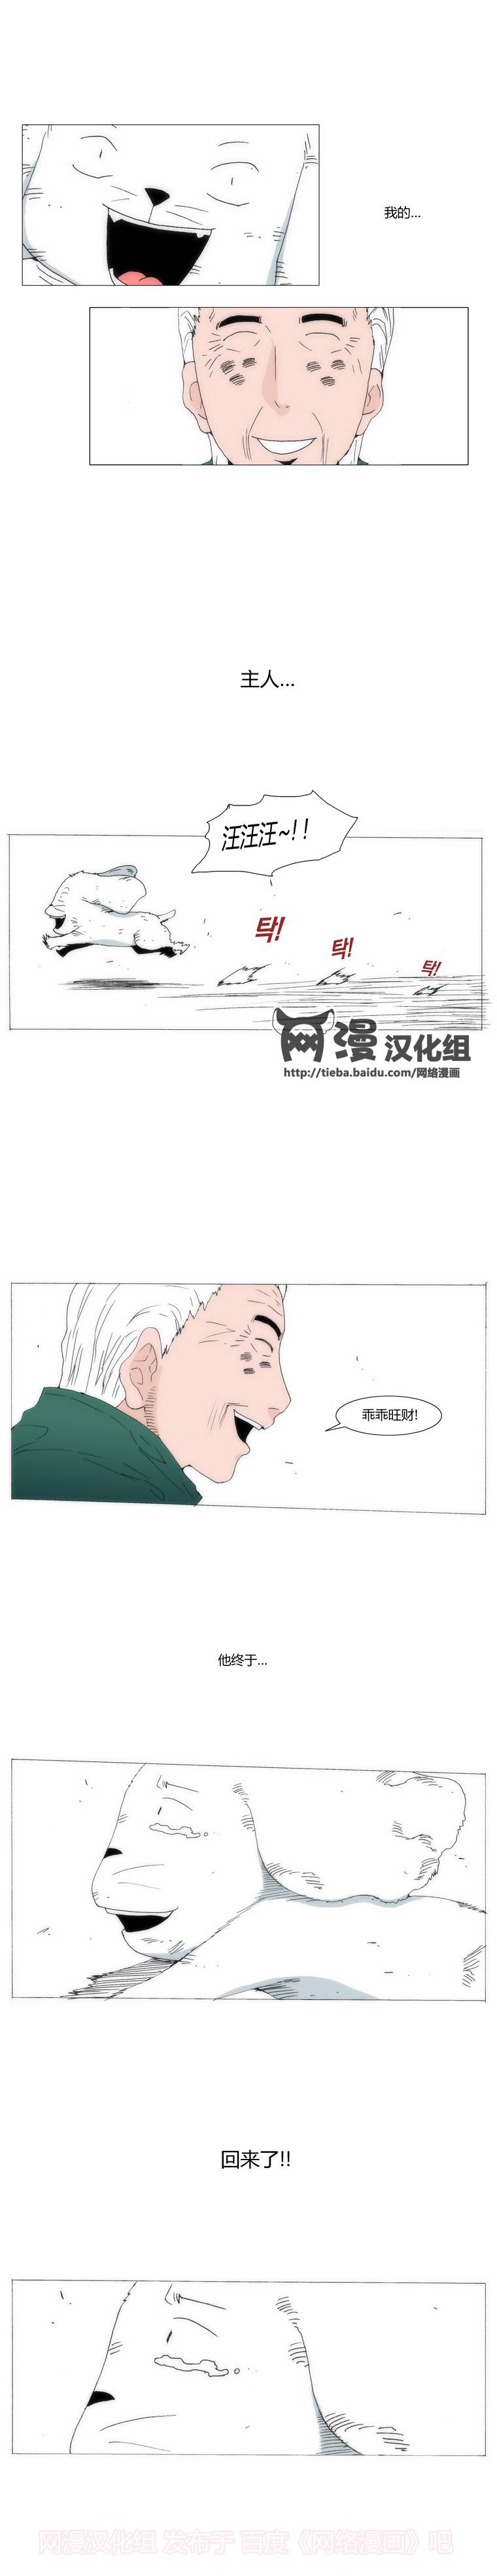 我的...
主人...
汪汪汪~!!
탁!
탁!
탁!
网漫 汉化组
http://tieba.baidu.com/网络漫画
乖乖旺财!
他终于...
回来了!!
网漫汉化组 发布于 百度《网络漫画》吧